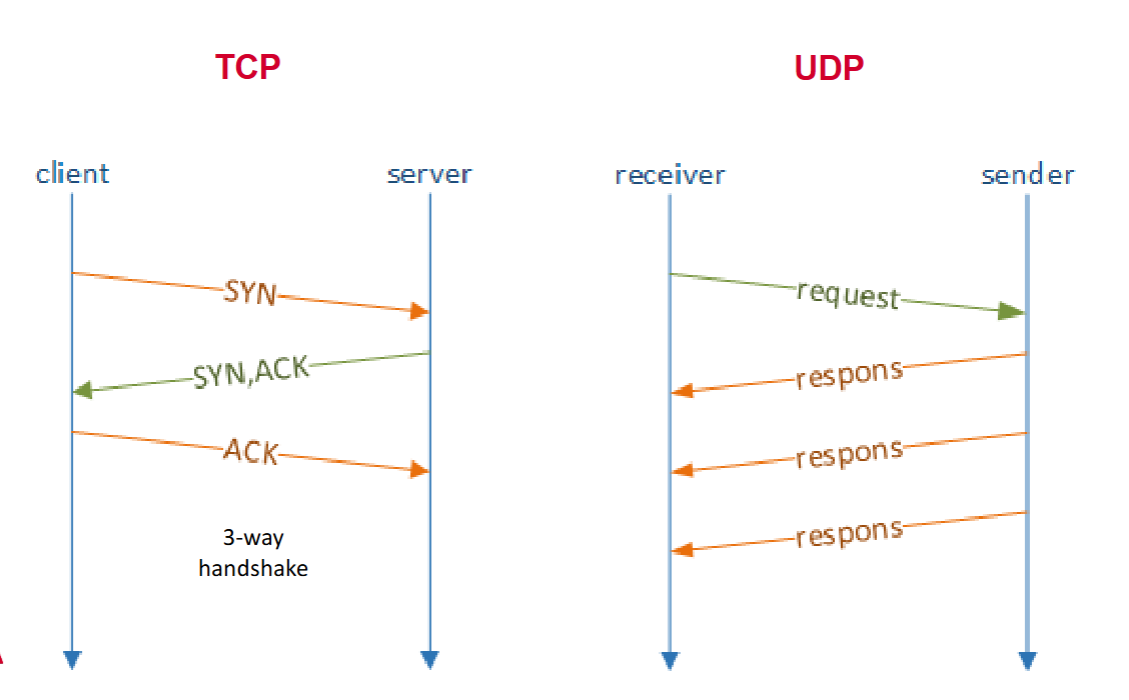 TCP
client
server
SYN
SYN,ACK
ACK
3-way
handshake
UDP
receiver
sender
request
respons
respons
respons